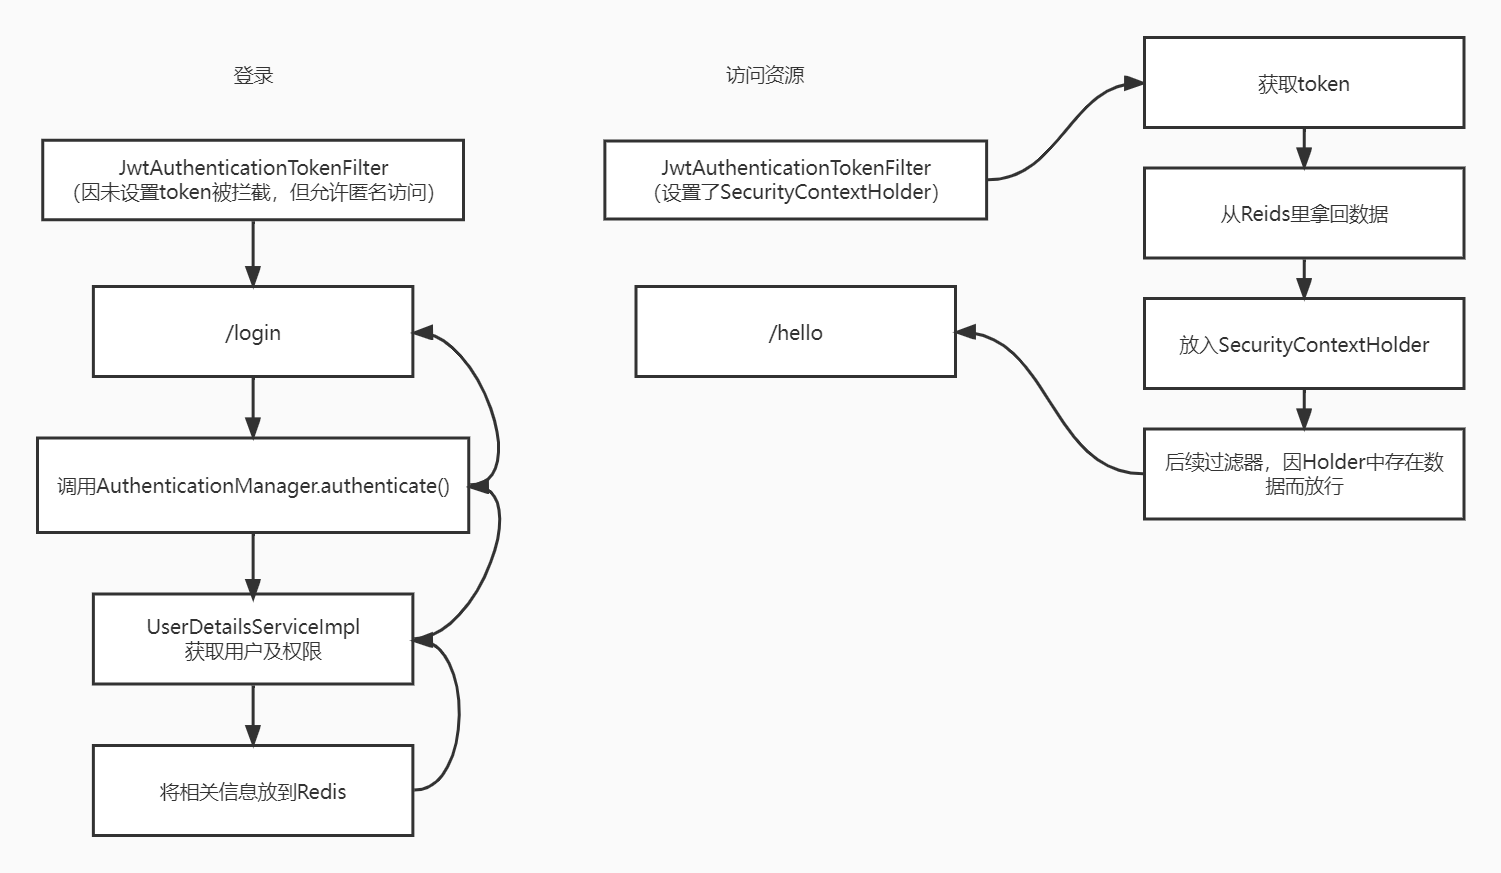 登录
JwtAuthenticationTokenFilter
（因未设置token被拦截，但允许匿名访问）
/login
调用AuthenticationManager.authenticate()
UserDetailsServiceImpl
获取用户及权限
将相关信息放到Redis
访问资源
JwtAuthenticationTokenFilter
（设置了SecurityContextHolder）
/hello
获取token
从Reids里拿回数据
放入SecurityContextHolder
后续过滤器，因Holder中存在数
据而放行